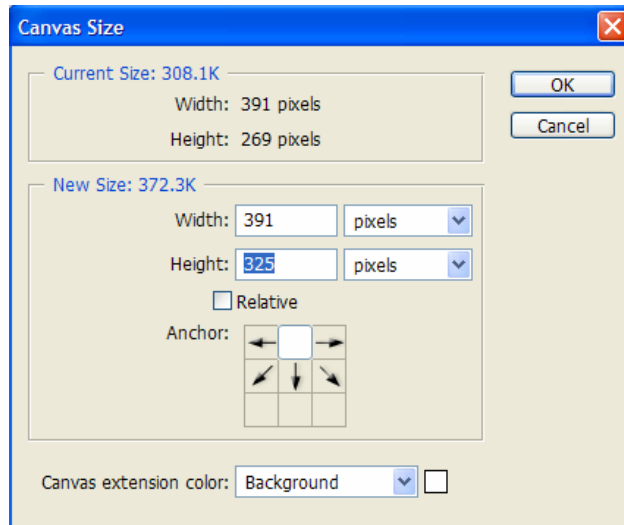 Canvas Size
Current Size: 308.1K
OK
Width: 391 pixels
Cancel
Height: 269 pixels
New Size: 372.3K
Width: 391 pixels
Height: 325 pixels
Relative
Anchor:
Canvas extension color: Background